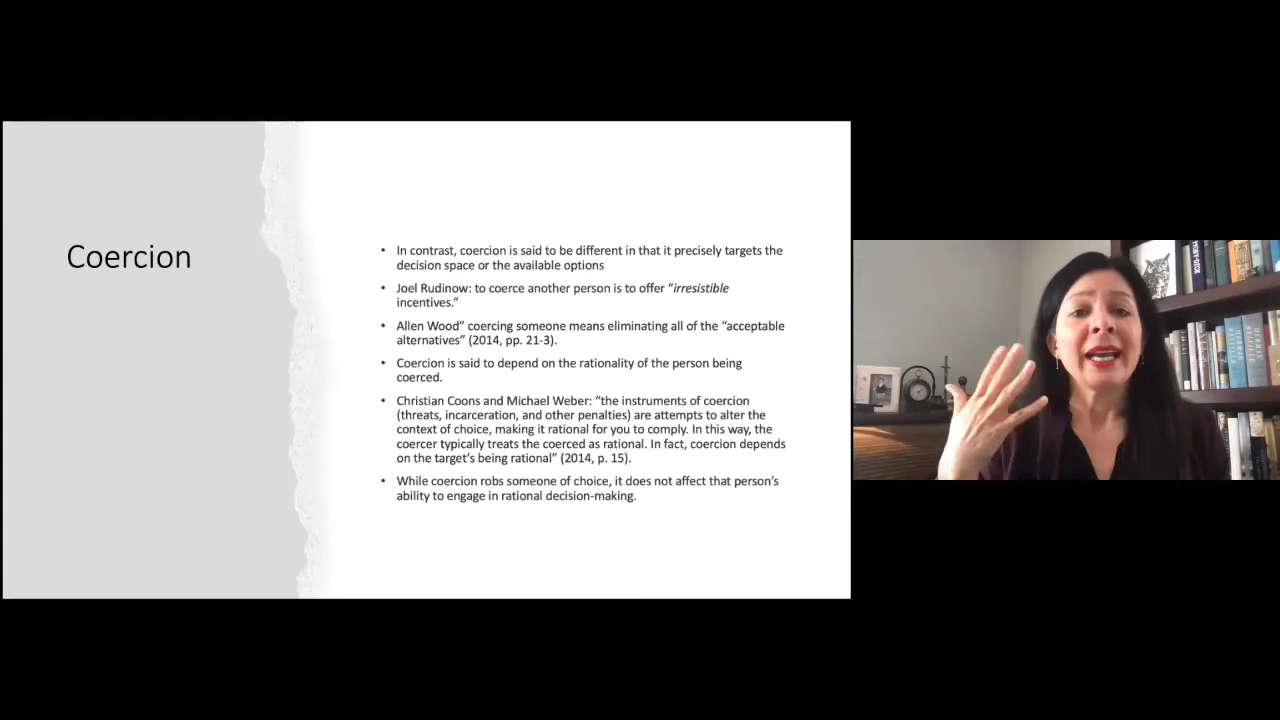 Coercion
• In contrast, coercion is said to be different in that it precisely targets the
decision space or the available options
• Joel Rudinow: to coerce another person is to offer “irresistible
incentives.”
• Allen Wood” coercing someone means eliminating all of the “acceptable
alternatives” (2014, pp. 21-3).
• Coercion is said to depend on the rationality of the person being
coerced.
• Christian Coons and Michael Weber: “the instruments of coercion
(threats, incarceration, and other penalties) are attempts to alter the
context of choice, making it rational for you to comply. In this way, the
coercer typically treats the coerced as rational. In fact, coercion depends
on the target’s being rational” (2014, p. 15).
• While coercion robs someone of choice, it does not affect that person’s
ability to engage in rational decision-making.